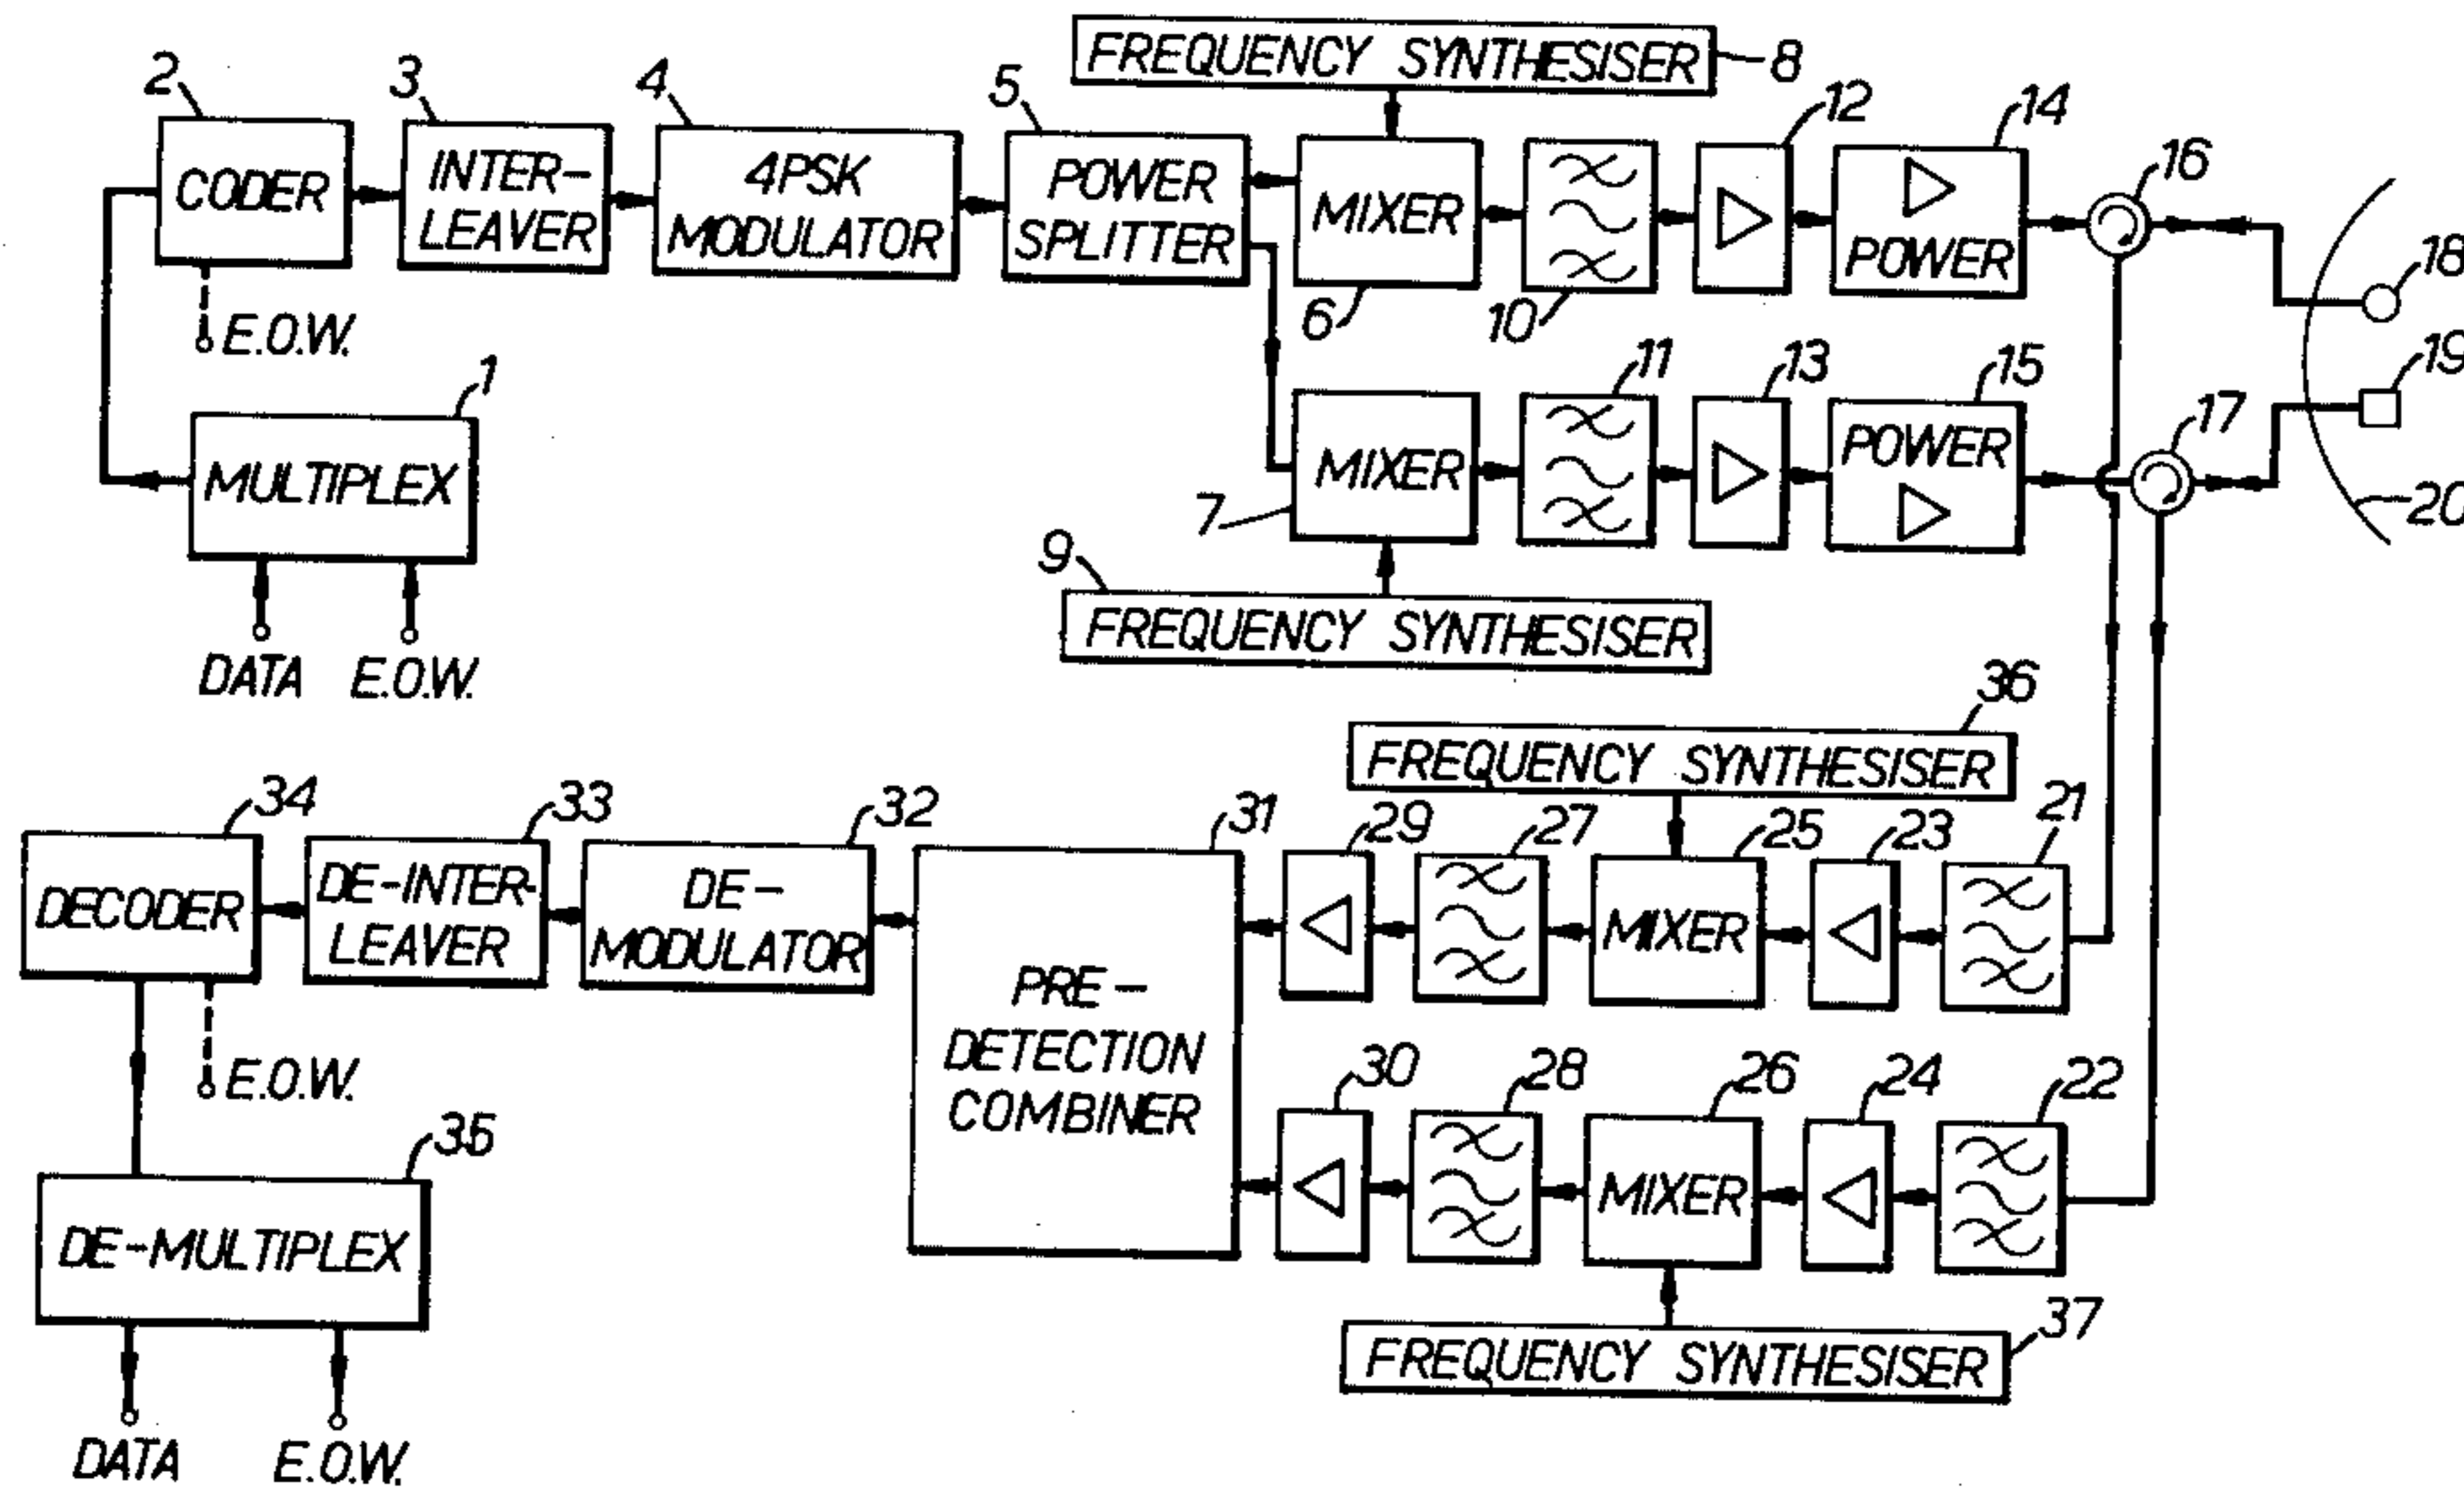 FREQUENCY SYNTHESISER
8
2
3
4
5
12
14
16
CODER
INTER-
LEAVER
4PSK
MODULATOR
POWER
SPLITTER
MIXER
POWER
6
10
18
E.O.W.
1
11
13
15
17
19
MULTIPLEX
MIXER
POWER
7
20
9
FREQUENCY SYNTHESISER
DATA
E.O.W.
36
FREQUENCY SYNTHESISER
34
33
32
31
29
27
25
23
21
DECODER
DE-INTER-
LEAVER
DE-
MODULATOR
PRE-
DETECTION
COMBINER
MIXER
E.O.W.
30
28
26
24
22
35
DE-MULTIPLEX
MIXER
37
FREQUENCY SYNTHESISER
DATA
E.O.W.